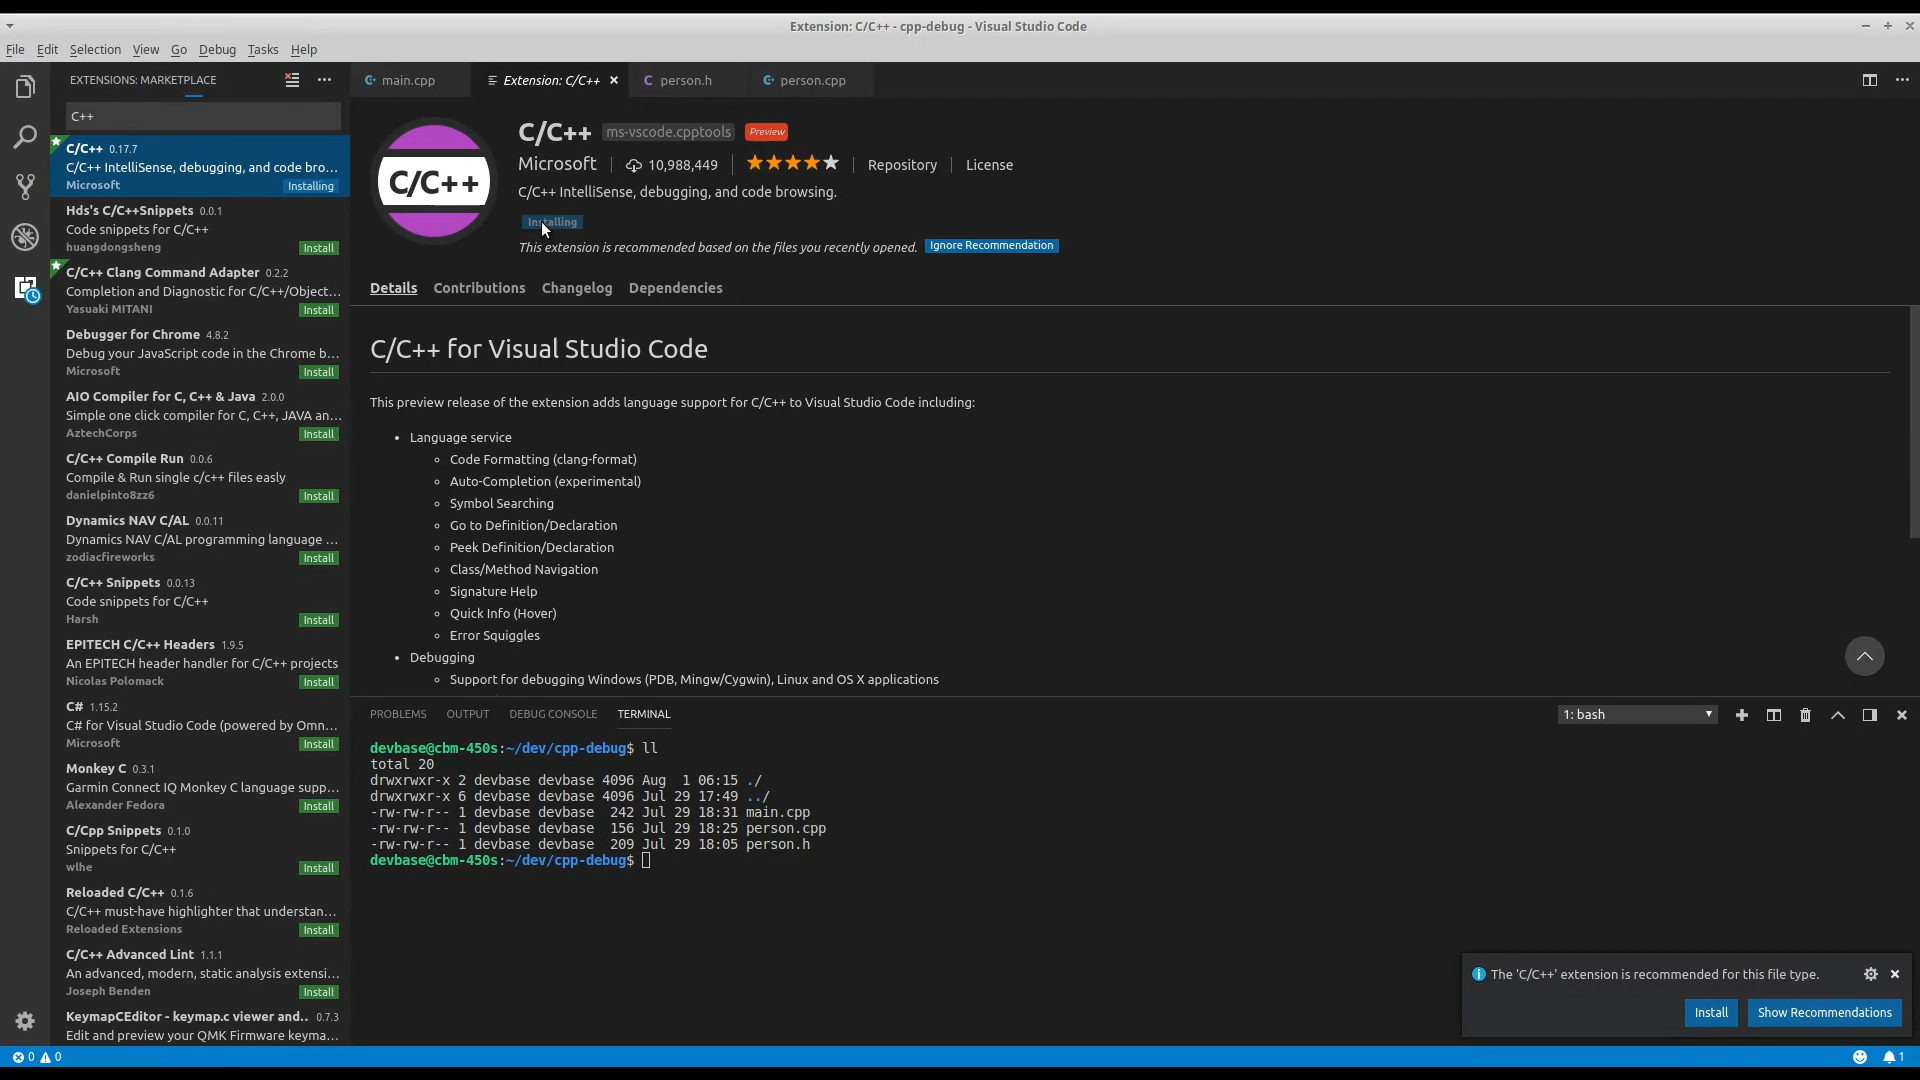 Extension: C/C++ - cpp-debug - Visual Studio Code
File Edit Selection View Go Debug Tasks Help
EXTENSIONS: MARKETPLACE
C++
C/C++ 0.17.7
C/C++ IntelliSense, debugging, and code bro...
Microsoft Installing
Hds's C/C++Snippets 0.0.1
Code snippets for C/C++
huangdongsheng Install
C/C++ Clang Command Adapter 0.2.2
Completion and Diagnostic for C/C++/Object...
Yasuaki MITANI Install
Debugger for Chrome 4.8.2
Debug your JavaScript code in the Chrome b...
Microsoft Install
AIO Compiler for C, C++ & Java 2.0.0
Simple one click compiler for C, C++, JAVA an...
AztechCorps Install
C/C++ Compile Run 0.0.6
Compile & Run single c/c++ files easly
danielpinto8zz6 Install
Dynamics NAV C/AL 0.0.11
Dynamics NAV C/AL programming language ...
zodiacfireworks Install
C/C++ Snippets 0.0.13
Code snippets for C/C++
Harsh Install
EPITECH C/C++ Headers 1.9.5
An EPITECH header handler for C/C++ projects
Nicolas Polomack Install
C# 1.15.2
C# for Visual Studio Code (powered by Omn...
Microsoft Install
Monkey C 0.3.1
Garmin Connect IQ Monkey C language supp...
Alexander Fedora Install
C/Cpp Snippets 0.1.0
Snippets for C/C++
wlhe Install
Reloaded C/C++ 0.1.6
C/C++ must-have highlighter that understan...
Reloaded Extensions Install
C/C++ Advanced Lint 1.1.1
An advanced, modern, static analysis extensi...
Joseph Benden Install
KeymapCEditor - keymap.c viewer and.. 0.7.3
Edit and preview your QMK Firmware keyma...
main.cpp Extension: C/C++ C person.h person.cpp
C/C++
C/C++ ms-vscode.cpptools Preview
Microsoft 10,988,449 Repository License
C/C++ IntelliSense, debugging, and code browsing.
Installing
This extension is recommended based on the files you recently opened. Ignore Recommendation
Details Contributions Changelog Dependencies
C/C++ for Visual Studio Code
This preview release of the extension adds language support for C/C++ to Visual Studio Code including:
Language service
Code Formatting (clang-format)
Auto-Completion (experimental)
Symbol Searching
Go to Definition/Declaration
Peek Definition/Declaration
Class/Method Navigation
Signature Help
Quick Info (Hover)
Error Squiggles
Debugging
Support for debugging Windows (PDB, Mingw/Cygwin), Linux and OS X applications
PROBLEMS OUTPUT DEBUG CONSOLE TERMINAL 1: bash
devbase@cbm-450s:~/dev/cpp-debug$ ll
total 20
drwxrwxr-x 2 devbase devbase 4096 Aug  1 06:15 ./
drwxrwxr-x 6 devbase devbase 4096 Jul 29 17:49 ../
-rw-rw-r-- 1 devbase devbase  242 Jul 29 18:31 main.cpp
-rw-rw-r-- 1 devbase devbase  156 Jul 29 18:25 person.cpp
-rw-rw-r-- 1 devbase devbase  209 Jul 29 18:05 person.h
devbase@cbm-450s:~/dev/cpp-debug$
The 'C/C++' extension is recommended for this file type.
Install Show Recommendations
0 0 1